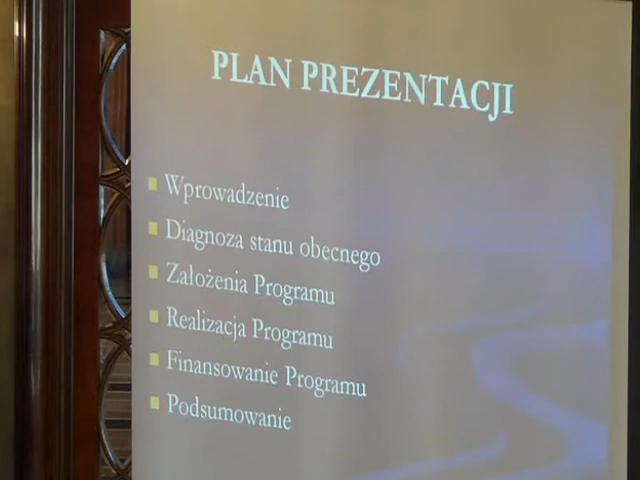 PLAN PREZENTACJI
Wprowadzenie
Diagnoza stanu obecnego
Założenia Programu
Realizacja Programu
Finansowanie Programu
Podsumowanie